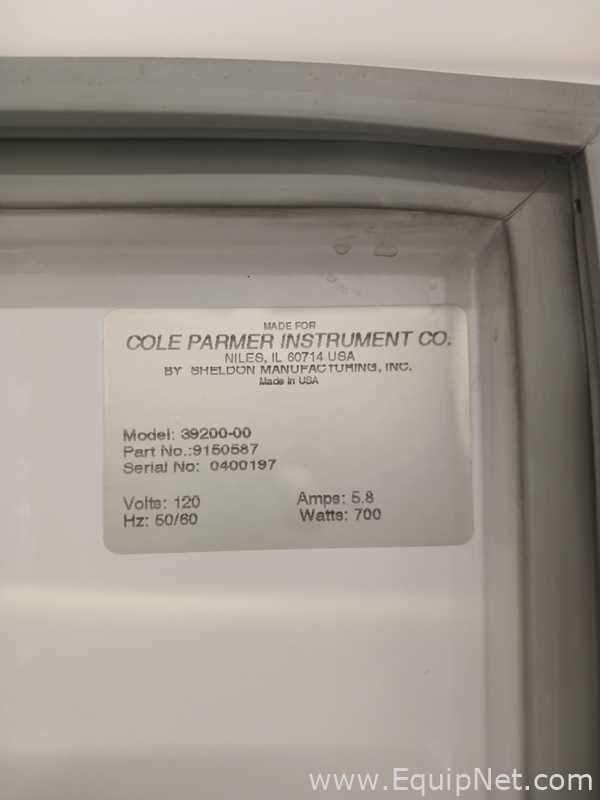 MADE FOR
COLE PARMER INSTRUMENT CO.
NILES, IL 60714 USA
BY SHELDON MANUFACTURING, INC.
Made in USA
Model: 39200-00
Part No.:9150587
Serial No: 0400197
Volts: 120 Amps: 5.8
Hz: 50/60 Watts: 700
www.EquipNet.com